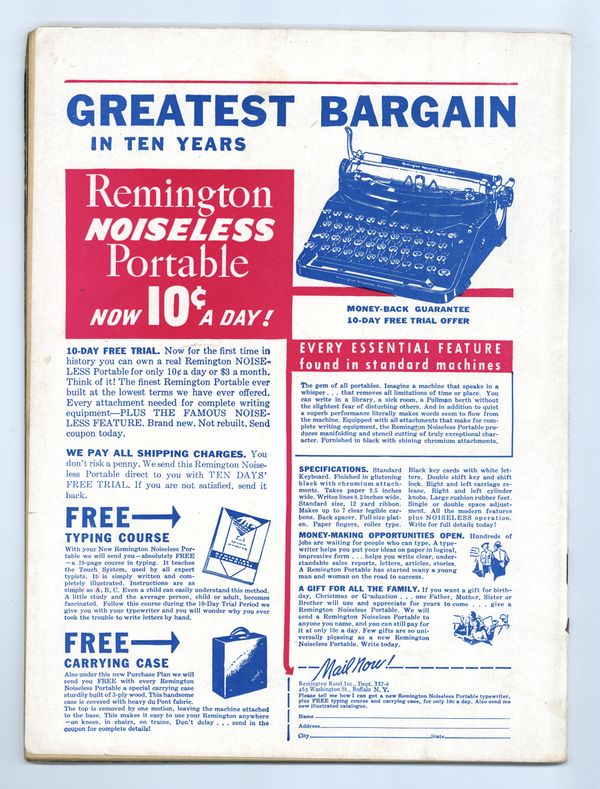 GREATEST BARGAIN
IN TEN YEARS
Remington
NOISELESS
Portable
NOW 10¢ A DAY!
MONEY-BACK GUARANTEE
10-DAY FREE TRIAL OFFER
10-DAY FREE TRIAL. Now for the first time in
history you can own a real Remington NOISE-
LESS Portable for only 10¢ a day or $3 a month.
Think of it! The finest Remington Portable ever
built at the lowest terms we have ever offered.
Every attachment needed for complete writing
equipment—PLUS THE FAMOUS NOISE-
LESS FEATURE. Brand new. Not rebuilt. Send
coupon today.
WE PAY ALL SHIPPING CHARGES. You
don't risk a penny. We send this Remington Noise-
less Portable direct to you with TEN DAYS'
FREE TRIAL. If you are not satisfied, send it
back.
FREE
TYPING COURSE
With your New Remington Noiseless Por-
table we will send you—absolutely FREE
—a 19-page course in typing. It teaches
the Touch System, used by all expert
typists. It is simply written and com-
pletely illustrated. Instructions are as
simple as A, B, C. Even a child can easily understand this method.
A little study and the average person, child or adult, becomes
fascinated. Follow this course during the 10-Day Trial Period we
give you with your typewriter and you will wonder why you ever
took the trouble to write letters by hand.
FREE
CARRYING CASE
Also under this new Purchase Plan we will
send you FREE with every Remington
Noiseless Portable a special carrying case
sturdily built of 3-ply wood. This handsome
case is covered with heavy du Pont fabric.
The top is removed by one motion, leaving the machine attached
to the base. This makes it easy to use your Remington anywhere
—on knees, in chairs, on trains. Don't delay . . . send in the
coupon for complete details!
EVERY ESSENTIAL FEATURE
found in standard machines
The gem of all portables. Imagine a machine that speaks in a
whisper . . . that removes all limitations of time or place. You
can write in a library, a sick room, a Pullman berth without
the slightest fear of disturbing others. And in addition to quiet
a superb performance literally makes words seem to flow from
the machine. Equipped with all attachments that make for com-
plete writing equipment, the Remington Noiseless Portable pro-
duces manifolding and stencil cutting of truly exceptional char-
acter. Furnished in black with shining chromium attachments.
SPECIFICATIONS. Standard
Keyboard. Finished in glistening
black with chromium attach-
ments. Takes paper 9.5 inches
wide. Writes lines 8.2 inches wide.
Standard size, 12 yard ribbon.
Makes up to 7 clear legible car-
bons. Back spacer. Full size plat-
en. Paper fingers, roller type.
Black key cards with white let-
ters. Double shift key and shift
lock. Right and left carriage re-
lease. Right and left cylinder
knobs. Large cushion rubber feet.
Single or double space adjust-
ment. All the modern features
plus NOISELESS operation.
Write for full details today!
MONEY-MAKING OPPORTUNITIES OPEN. Hundreds of
jobs are waiting for people who can type. A type-
writer helps you put your ideas on paper in logical,
impressive form . . . helps you write clear, under-
standable sales reports, letters, articles, stories.
A Remington Portable has started many a young
man and woman on the road to success.
A GIFT FOR ALL THE FAMILY. If you want a gift for birth-
day, Christmas or Graduation . . . one Father, Mother, Sister or
Brother will use and appreciate for years to come . . . give a
Remington Noiseless Portable. We will
send a Remington Noiseless Portable to
anyone you name, and you can still pay for
it at only 10¢ a day. Few gifts are so uni-
versally pleasing as a new Remington
Noiseless Portable. Write today.
Mail Now!
Remington Rand Inc., Dept. 352-4
465 Washington St., Buffalo N. Y.
Please tell me how I can get a new Remington Noiseless Portable typewriter,
plus FREE typing course and carrying case, for only 10¢ a day. Also send me
new illustrated catalogue.
Name
Address
City State